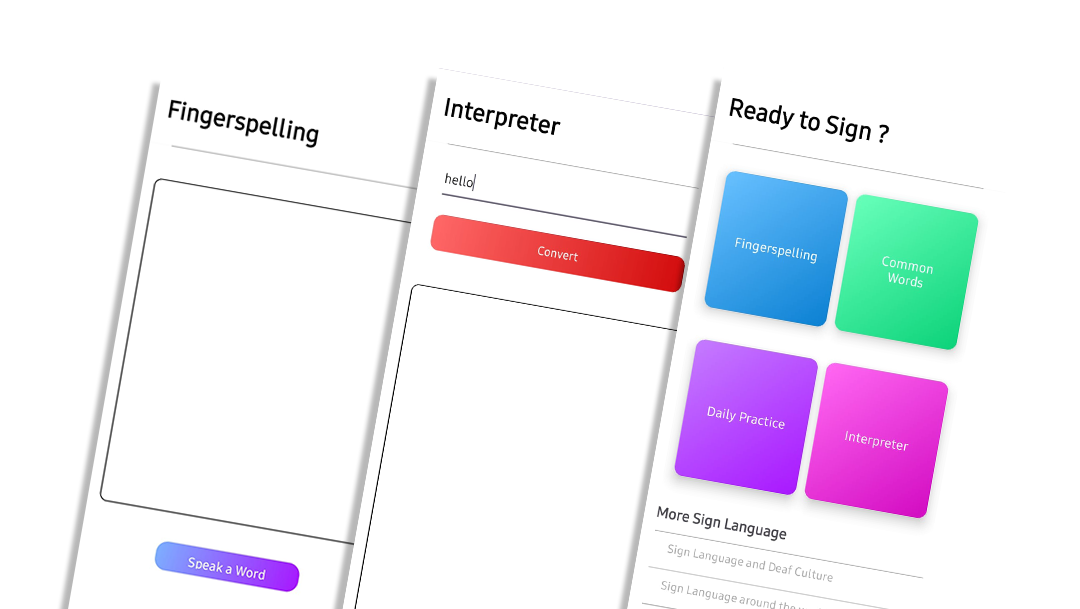 Fingerspelling
Speak a Word
Interpreter
hello
Convert
Ready to Sign ?
Fingerspelling
Common
Words
Daily Practice
Interpreter
More Sign Language
Sign Language and Deaf Culture
Sign Language around the